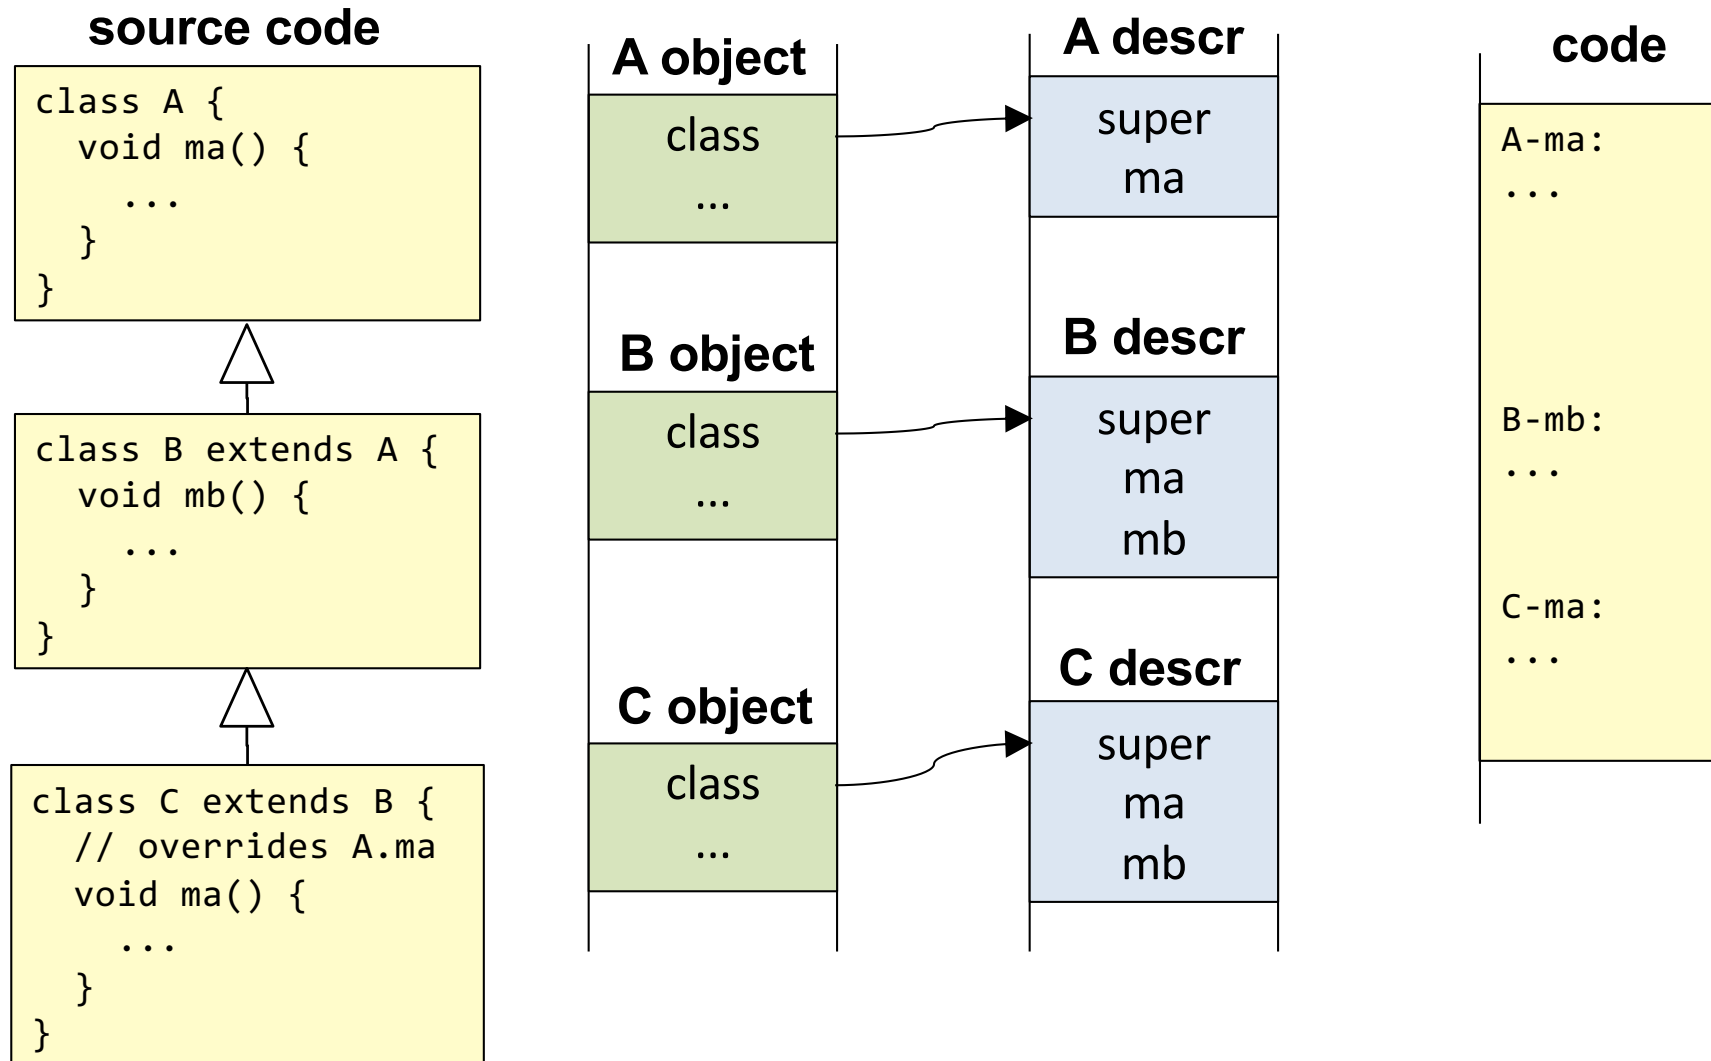 source code
class A {
  void ma() {
    ...
  }
}
class B extends A {
  void mb() {
    ...
  }
}
class C extends B {
  // overrides A.ma
  void ma() {
    ...
  }
}
A object
class
...
B object
class
...
C object
class
...
A descr
super
ma
B descr
super
ma
mb
C descr
super
ma
mb
code
A-ma:
...
B-mb:
...
C-ma:
...